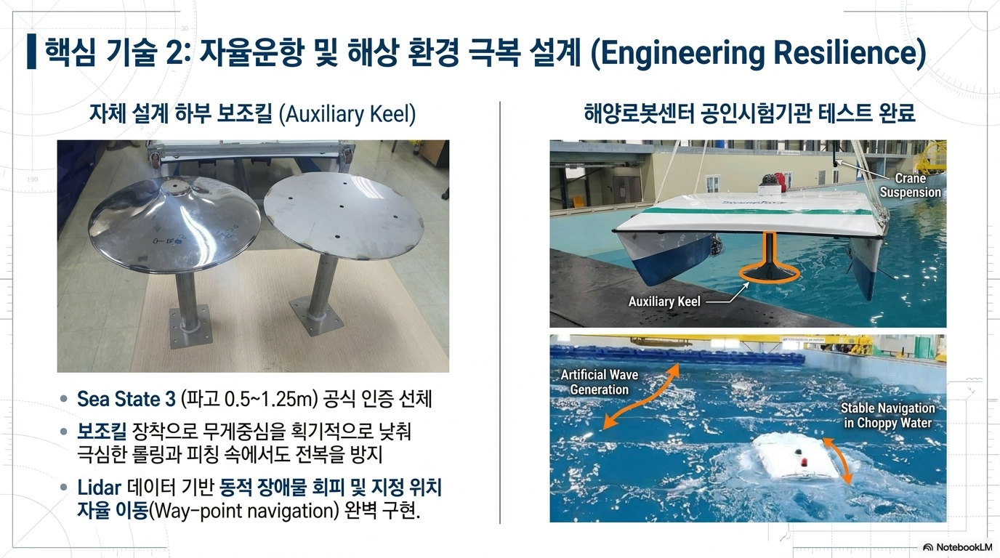 핵심 기술 2: 자율운항 및 해상 환경 극복 설계 (Engineering Resilience)
자체 설계 하부 보조킬 (Auxiliary Keel)
Sea State 3 (파고 0.5~1.25m) 공식 인증 선체
보조킬 장착으로 무게중심을 획기적으로 낮춰
극심한 롤링과 피칭 속에서도 전복을 방지
Lidar 데이터 기반 동적 장애물 회피 및 지정 위치
자율 이동(Way-point navigation) 완벽 구현.
해양로봇센터 공인시험기관 테스트 완료
Crane
Suspension
Auxiliary Keel
Artificial Wave
Generation
Stable Navigation
in Choppy Water
190
30
NotebookLM